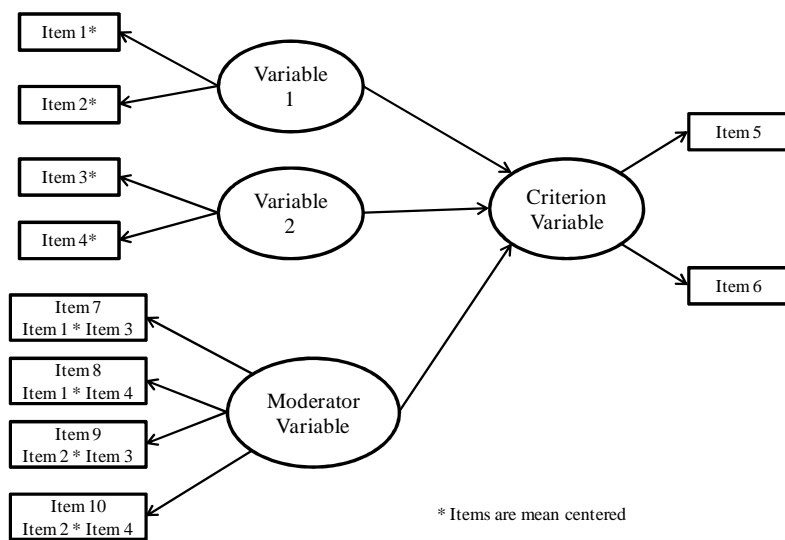 Item 1*
Item 2*
Variable
1
Item 3*
Item 4*
Variable
2
Item 7
Item 1 * Item 3
Item 8
Item 1 * Item 4
Item 9
Item 2 * Item 3
Item 10
Item 2 * Item 4
Moderator
Variable
Criterion
Variable
Item 5
Item 6
* Items are mean centered